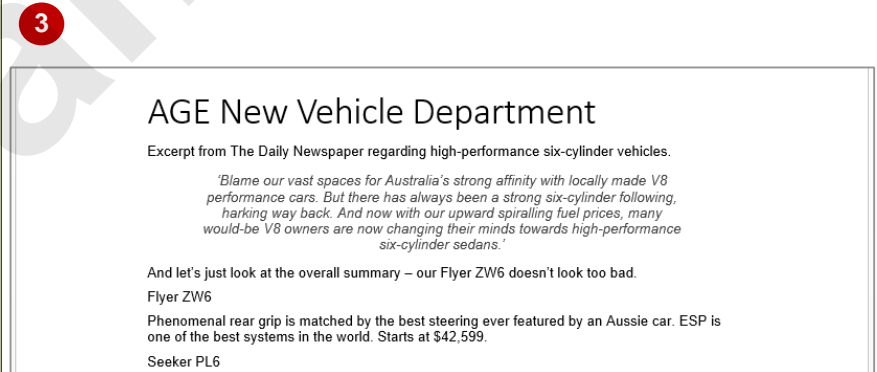 3
AGE New Vehicle Department
Excerpt from The Daily Newspaper regarding high-performance six-cylinder vehicles.
‘Blame our vast spaces for Australia’s strong affinity with locally made V8
performance cars. But there has always been a strong six-cylinder following,
harking way back. And now with our upward spiralling fuel prices, many
would-be V8 owners are now changing their minds towards high-performance
six-cylinder sedans.’
And let’s just look at the overall summary – our Flyer ZW6 doesn’t look too bad.
Flyer ZW6
Phenomenal rear grip is matched by the best steering ever featured by an Aussie car. ESP is
one of the best systems in the world. Starts at $42,599.
Seeker PL6